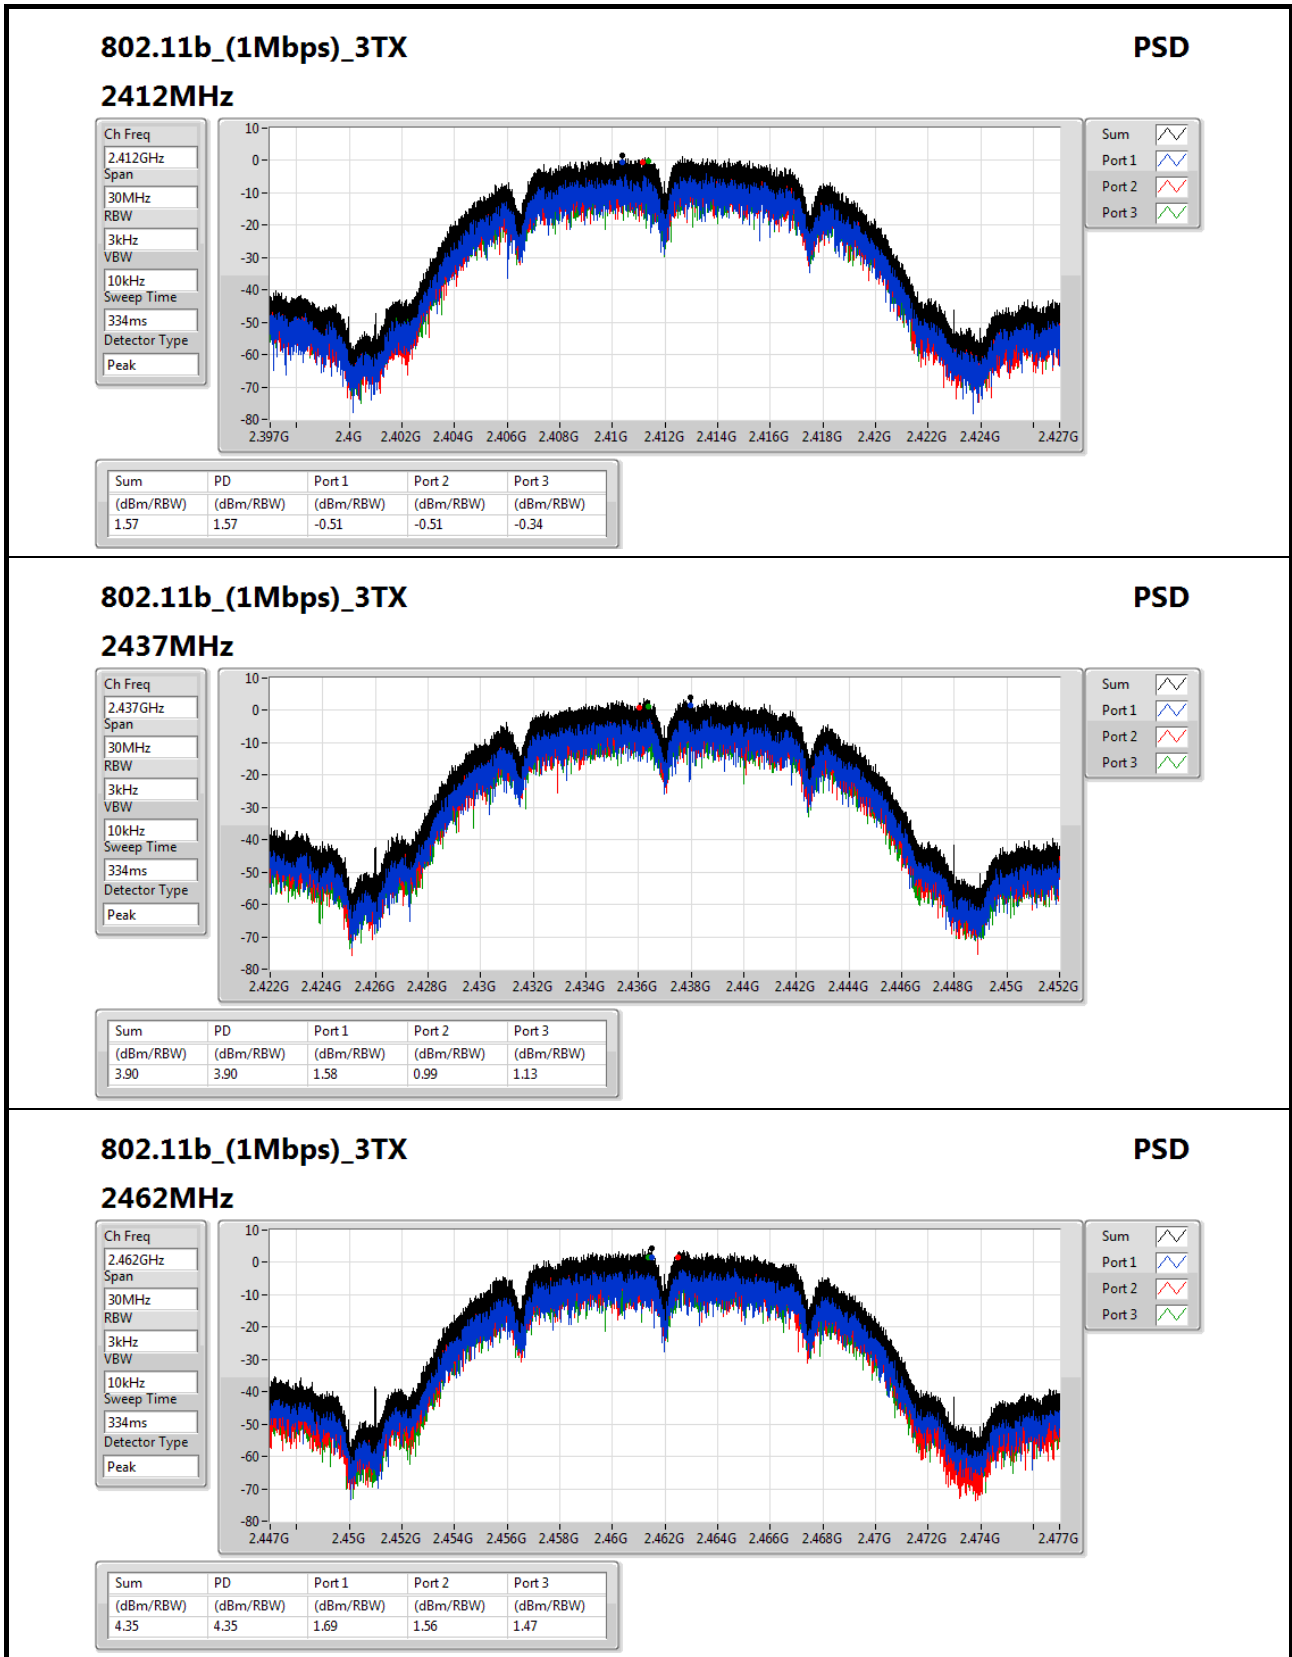 802.11b_(1Mbps)_3TX PSD
2412MHz
Ch Freq
2.412GHz
Span
30MHz
RBW
3kHz
VBW
10kHz
Sweep Time
334ms
Detector Type
Peak
10
0
-10
-20
-30
-40
-50
-60
-70
-80
2.397G 2.4G 2.402G 2.404G 2.406G 2.408G 2.41G 2.412G 2.414G 2.416G 2.418G 2.42G 2.422G 2.424G 2.427G
Sum
Port 1
Port 2
Port 3
Sum PD Port 1 Port 2 Port 3
(dBm/RBW) (dBm/RBW) (dBm/RBW) (dBm/RBW) (dBm/RBW)
1.57 1.57 -0.51 -0.51 -0.34
802.11b_(1Mbps)_3TX PSD
2437MHz
Ch Freq
2.437GHz
Span
30MHz
RBW
3kHz
VBW
10kHz
Sweep Time
334ms
Detector Type
Peak
10
0
-10
-20
-30
-40
-50
-60
-70
-80
2.422G 2.424G 2.426G 2.428G 2.43G 2.432G 2.434G 2.436G 2.438G 2.44G 2.442G 2.444G 2.446G 2.448G 2.45G 2.452G
Sum
Port 1
Port 2
Port 3
Sum PD Port 1 Port 2 Port 3
(dBm/RBW) (dBm/RBW) (dBm/RBW) (dBm/RBW) (dBm/RBW)
3.90 3.90 1.58 0.99 1.13
802.11b_(1Mbps)_3TX PSD
2462MHz
Ch Freq
2.462GHz
Span
30MHz
RBW
3kHz
VBW
10kHz
Sweep Time
334ms
Detector Type
Peak
10
0
-10
-20
-30
-40
-50
-60
-70
-80
2.447G 2.45G 2.452G 2.454G 2.456G 2.458G 2.46G 2.462G 2.464G 2.466G 2.468G 2.47G 2.472G 2.474G 2.477G
Sum
Port 1
Port 2
Port 3
Sum PD Port 1 Port 2 Port 3
(dBm/RBW) (dBm/RBW) (dBm/RBW) (dBm/RBW) (dBm/RBW)
4.35 4.35 1.69 1.56 1.47